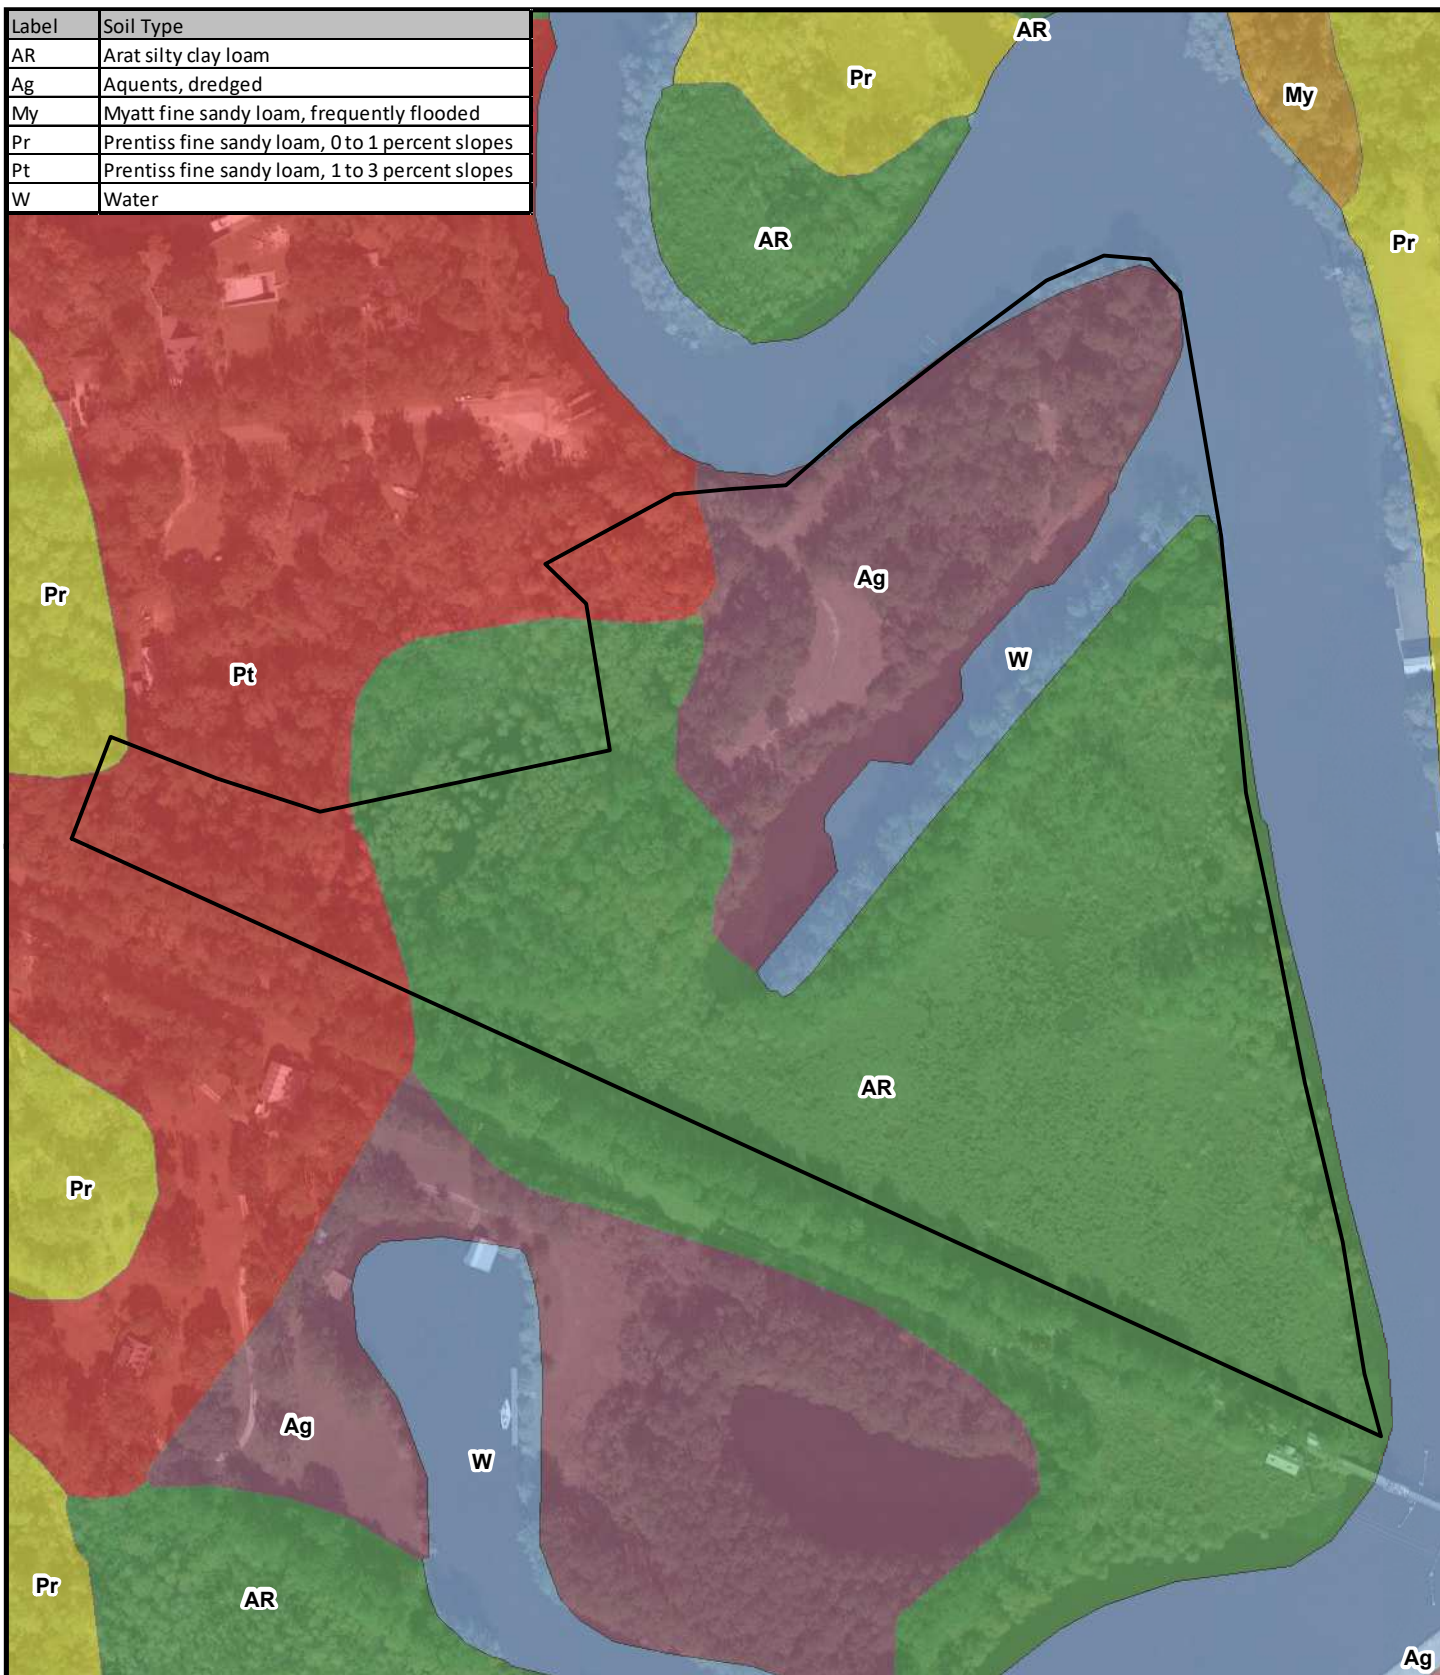 Label Soil Type
AR Arat silty clay loam
Ag Aquents, dredged
My Myatt fine sandy loam, frequently flooded
Pr Prentiss fine sandy loam, 0 to 1 percent slopes
Pt Prentiss fine sandy loam, 1 to 3 percent slopes
W Water
AR
Pr
My
AR
Pr
Ag
Pr
W
Pt
AR
Pr
Ag
W
Pr
AR
Ag